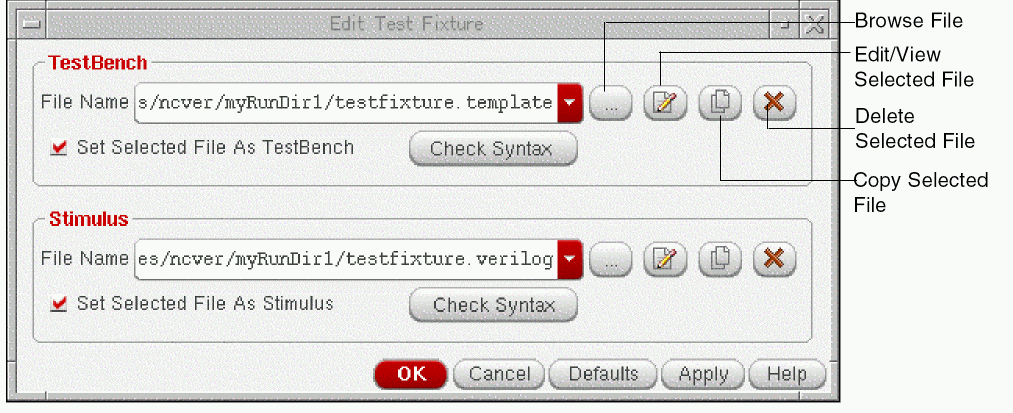 Edit Test Fixture
Browse File
Edit/View
Selected File
Delete
Selected File
Copy Selected
File
TestBench
File Name s/ncver/myRunDir1/testfixture.template ...
Set Selected File As TestBench Check Syntax
Stimulus
File Name es/ncver/myRunDir1/testfixture.verilog ...
Set Selected File As Stimulus Check Syntax
OK Cancel Defaults Apply Help